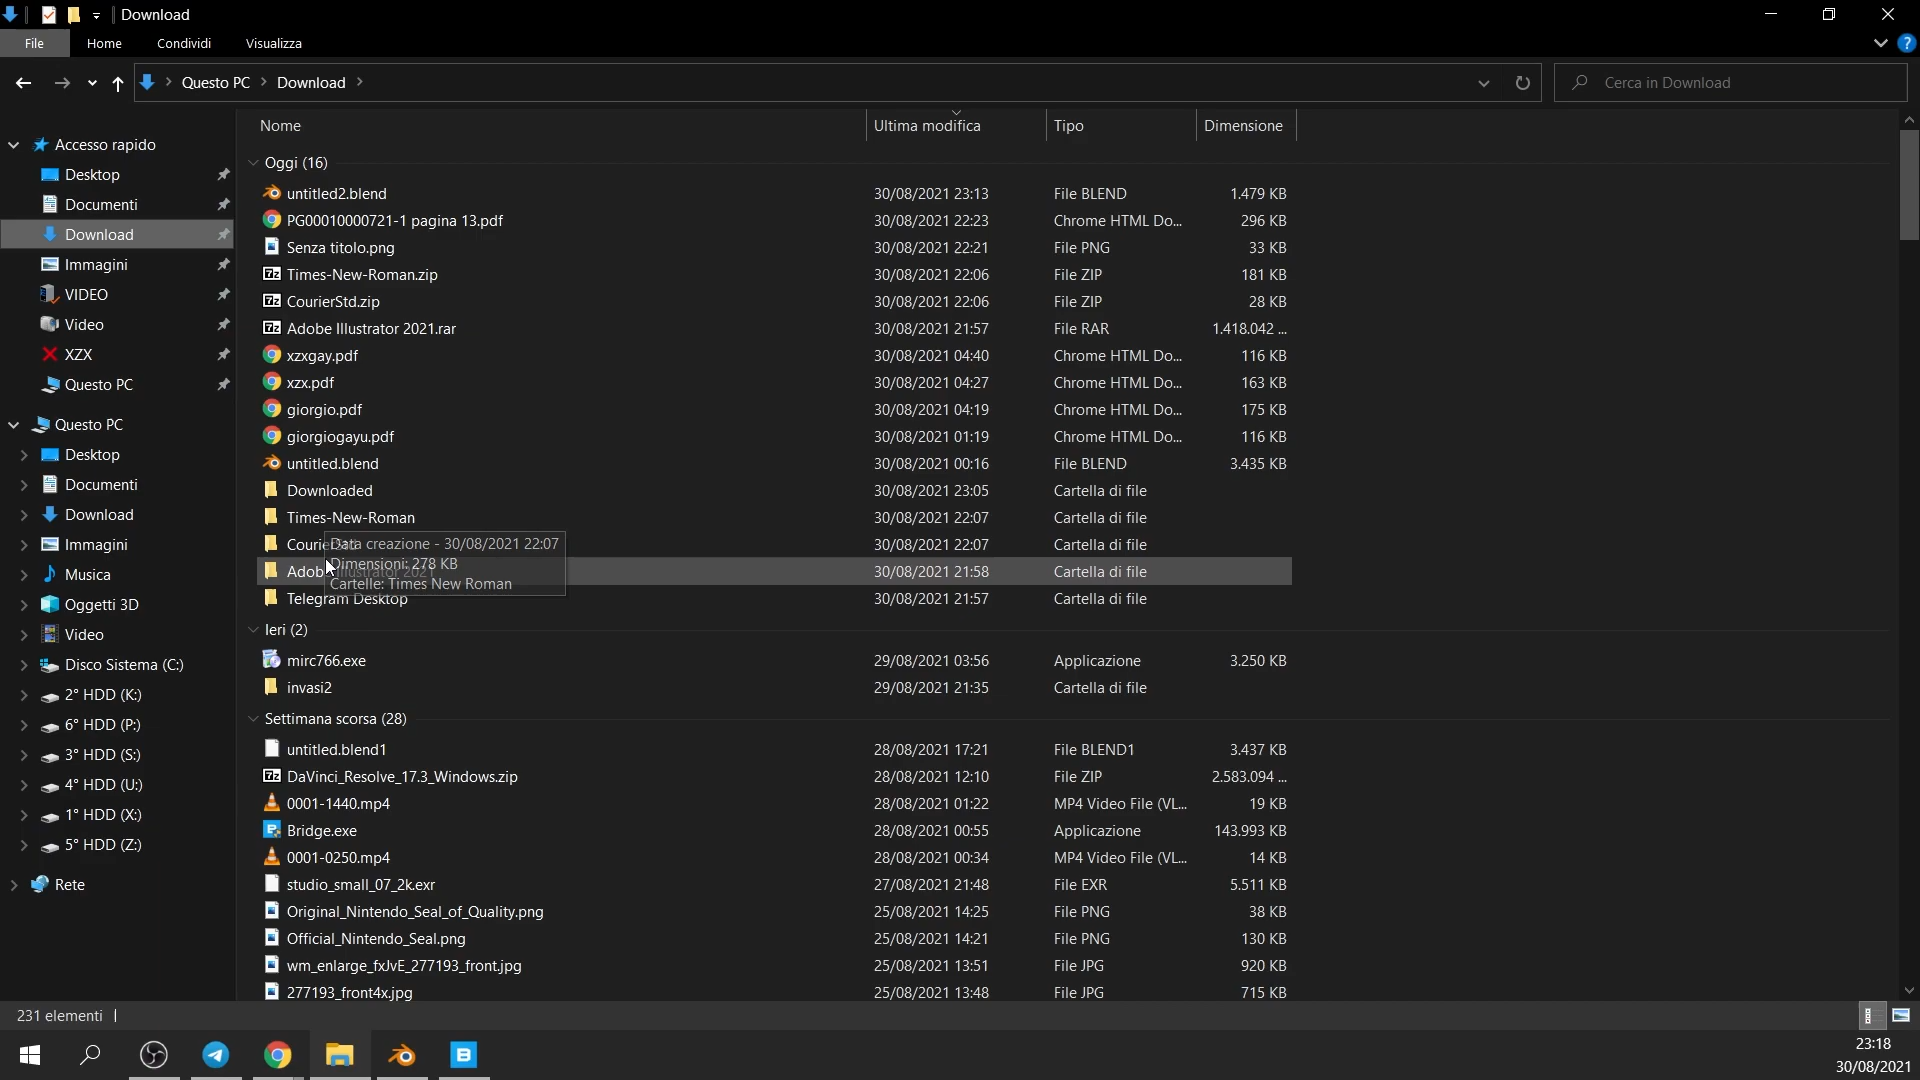 Download
File Home Condividi Visualizza
Questo PC Download
Cerca in Download
Nome Ultima modifica Tipo Dimensione
Accesso rapido
Desktop
Documenti
Download
Immagini
VIDEO
Video
XZX
Questo PC
Questo PC
Desktop
Documenti
Download
Immagini
Musica
Oggetti 3D
Video
Disco Sistema (C:)
2° HDD (K:)
6° HDD (P:)
3° HDD (S:)
4° HDD (U:)
1° HDD (X:)
5° HDD (Z:)
Rete
Oggi (16)
untitled2.blend 30/08/2021 23:13 File BLEND 1.479 KB
PG00010000721-1 pagina 13.pdf 30/08/2021 22:23 Chrome HTML Do... 296 KB
Senza titolo.png 30/08/2021 22:21 File PNG 33 KB
Times-New-Roman.zip 30/08/2021 22:06 File ZIP 181 KB
CourierStd.zip 30/08/2021 22:06 File ZIP 28 KB
Adobe Illustrator 2021.rar 30/08/2021 21:57 File RAR 1.418.042 ...
xzxgay.pdf 30/08/2021 04:40 Chrome HTML Do... 116 KB
xzx.pdf 30/08/2021 04:27 Chrome HTML Do... 163 KB
giorgio.pdf 30/08/2021 04:19 Chrome HTML Do... 175 KB
giorgiogayu.pdf 30/08/2021 01:19 Chrome HTML Do... 116 KB
untitled.blend 30/08/2021 00:16 File BLEND 3.435 KB
Downloaded 30/08/2021 23:05 Cartella di file
Times-New-Roman 30/08/2021 22:07 Cartella di file
30/08/2021 22:07 Cartella di file
Adobe Illustrator 2021 30/08/2021 21:58 Cartella di file
Telegram Desktop 30/08/2021 21:57 Cartella di file
Data creazione - 30/08/2021 22:07
Dimensioni: 278 KB
Cartelle: Times New Roman
Ieri (2)
mirc766.exe 29/08/2021 03:56 Applicazione 3.250 KB
invasi2 29/08/2021 21:35 Cartella di file
Settimana scorsa (28)
untitled.blend1 28/08/2021 17:21 File BLEND1 3.437 KB
DaVinci_Resolve_17.3_Windows.zip 28/08/2021 12:10 File ZIP 2.583.094 ...
0001-1440.mp4 28/08/2021 01:22 MP4 Video File (VL... 19 KB
Bridge.exe 28/08/2021 00:55 Applicazione 143.993 KB
0001-0250.mp4 28/08/2021 00:34 MP4 Video File (VL... 14 KB
studio_small_07_2k.exr 27/08/2021 21:48 File EXR 5.511 KB
Original_Nintendo_Seal_of_Quality.png 25/08/2021 14:25 File PNG 38 KB
Official_Nintendo_Seal.png 25/08/2021 14:21 File PNG 130 KB
wm_enlarge_fxJvE_277193_front.jpg 25/08/2021 13:51 File JPG 920 KB
277193_front4x.jpg 25/08/2021 13:48 File JPG 715 KB
231 elementi
23:18
30/08/2021